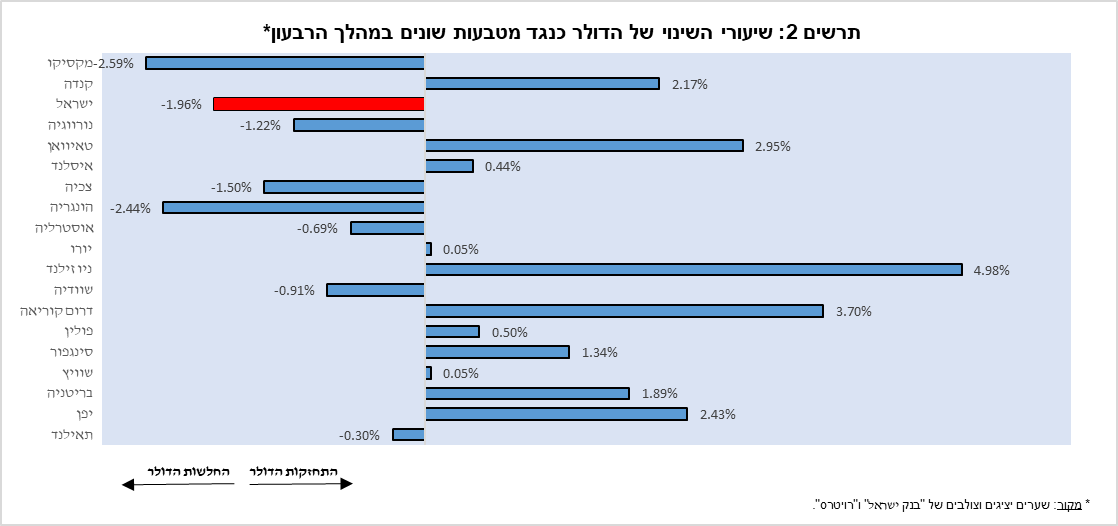 תרשים 2: שיעורי השינוי של הדולר כנגד מטבעות שונים במהלך הרבעון*
מקסיקו -2.59%
קנדה 2.17%
ישראל -1.96%
נורווגיה -1.22%
טאיוואן 2.95%
איסלנד 0.44%
צכיה -1.50%
הונגריה -2.44%
אוסטרליה -0.69%
יורו 0.05%
ניו זילנד 4.98%
שוודיה -0.91%
דרום קוריאה 3.70%
פולין 0.50%
סינגפור 1.34%
שוויץ 0.05%
בריטניה 1.89%
יפן 2.43%
תאילנד -0.30%
התחזקות הדולר החלשות הדולר
* מקור: שערים יציגים וצולבים של "בנק ישראל" ו"רויטרס".